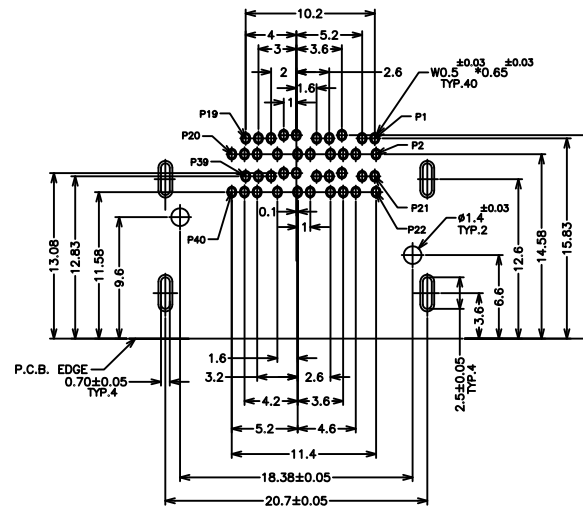 10.2
4 5.2
3 3.6
2 2.6
1.6
1
W0.5 ±0.03 *0.65 ±0.03
TYP.40
P19 P1
P20 P2
P39
P21
P40 P22
0.1
1
ø1.4 ±0.03
TYP.2
13.08
12.83
11.58
9.6
6.6
3.6
12.6
14.58
15.83
P.C.B. EDGE
0.70±0.05
TYP.4
2.5±0.05
TYP.4
1.6
3.2 2.6
4.2 3.6
5.2 4.6
11.4
18.38±0.05
20.7±0.05